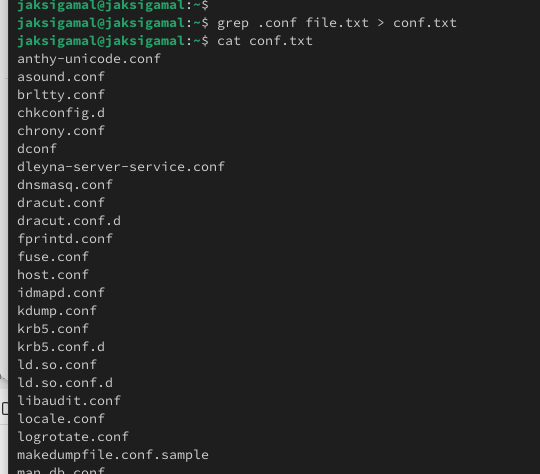 jaksigamal@jaksigamal:~$
jaksigamal@jaksigamal:~$ grep .conf file.txt > conf.txt
jaksigamal@jaksigamal:~$ cat conf.txt
anthy-unicode.conf
asound.conf
brltty.conf
chkconfig.d
chrony.conf
dconf
dleyna-server-service.conf
dnsmasq.conf
dracut.conf
dracut.conf.d
fprintd.conf
fuse.conf
host.conf
idmapd.conf
kdump.conf
krb5.conf
krb5.conf.d
ld.so.conf
ld.so.conf.d
libaudit.conf
locale.conf
logrotate.conf
makedumpfile.conf.sample
man_db.conf